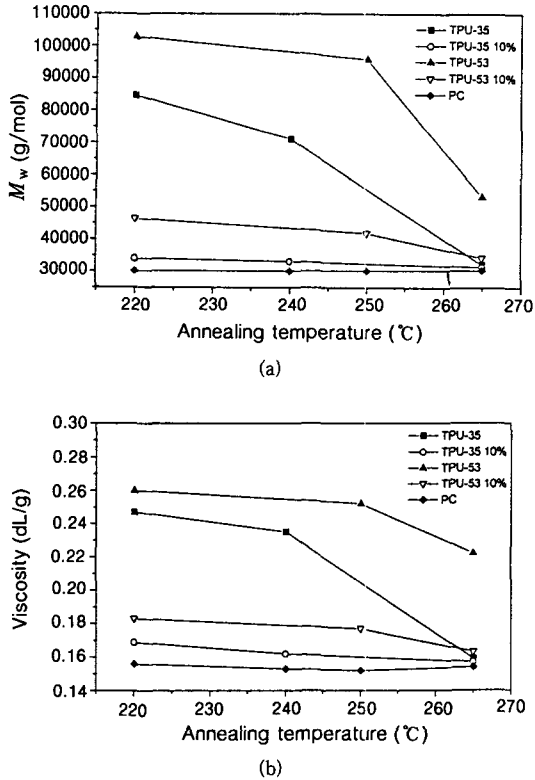 110000
100000
90000
80000
70000
60000
50000
40000
30000
Mw (g/mol)
TPU-35
TPU-35 10%
TPU-53
TPU-53 10%
PC
220 230 240 250 260 270
Annealing temperature (℃)
(a)
0.30
0.28
0.26
0.24
0.22
0.20
0.18
0.16
0.14
Viscosity (dL/g)
TPU-35
TPU-35 10%
TPU-53
TPU-53 10%
PC
220 230 240 250 260 270
Annealing temperature (℃)
(b)